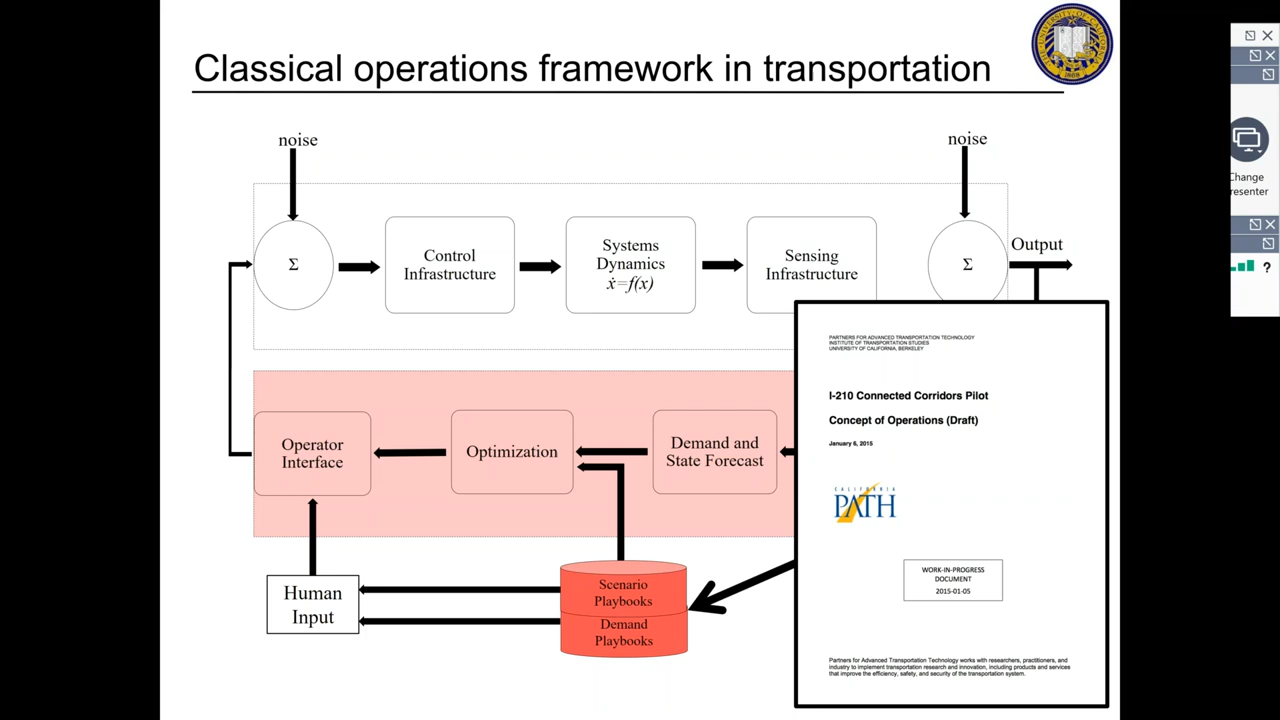 Classical operations framework in transportation
noise
noise
Σ
Control
Infrastructure
Systems
Dynamics
ẋ=f(x)
Sensing
Infrastructure
Σ
Output
Change
resenter
?
Operator
Interface
Optimization
Demand and
State Forecast
Human
Input
Scenario
Playbooks
Demand
Playbooks
PARTNERS FOR ADVANCED TRANSPORTATION TECHNOLOGY
INSTITUTE OF TRANSPORTATION STUDIES
UNIVERSITY OF CALIFORNIA, BERKELEY
I-210 Connected Corridors Pilot
Concept of Operations (Draft)
January 6, 2015
CALIFORNIA
PATH
WORK-IN-PROGRESS
DOCUMENT
2015-01-05
Partners for Advanced Transportation Technology works with researchers, practitioners, and
industry to implement transportation research and innovation, including products and services
that improve the efficiency, safety, and security of the transportation system.